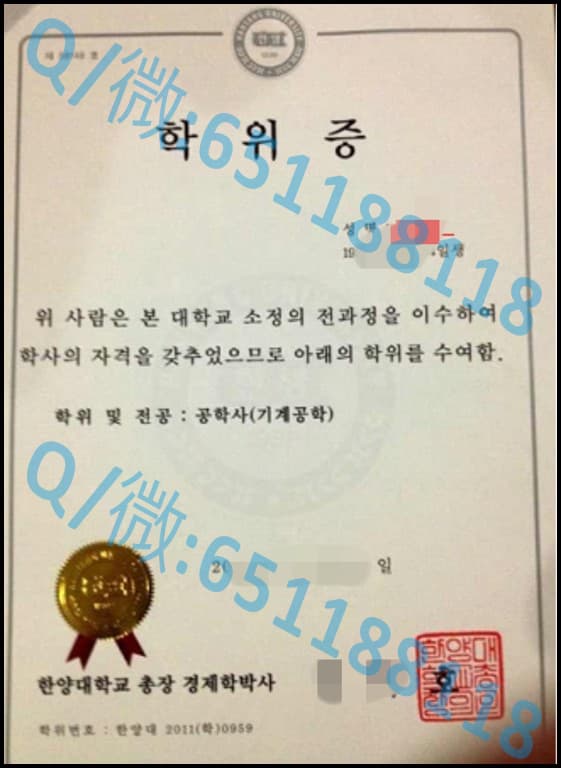 제 호
Q/微:651188118
학 위 증
성 명
19 일생
위 사람은 본 대학교 소정의 전과정을 이수하여
학사의 자격을 갖추었으므로 아래의 학위를 수여함.
학위 및 전공 : 공학사(기계공학)
Q/微:651188118
2 일
한양대학교 총장 경제학박사 호
학위번호 : 한양대 2011(학)0959